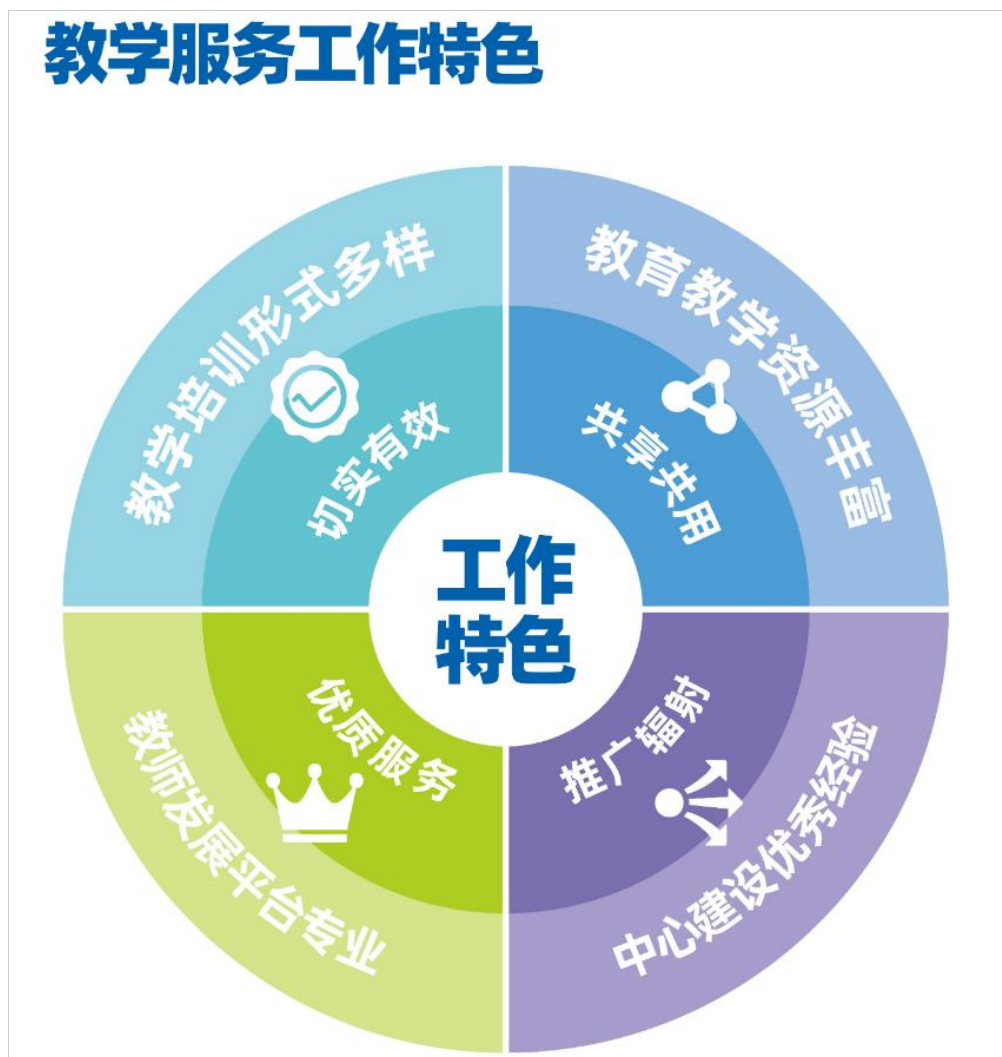 教学服务工作特色
教学培训形式多样
切实有效
教育教学资源丰富
共享共用
工作
特色
优质服务
教师发展平台专业
推广辐射
中心建设优秀经验